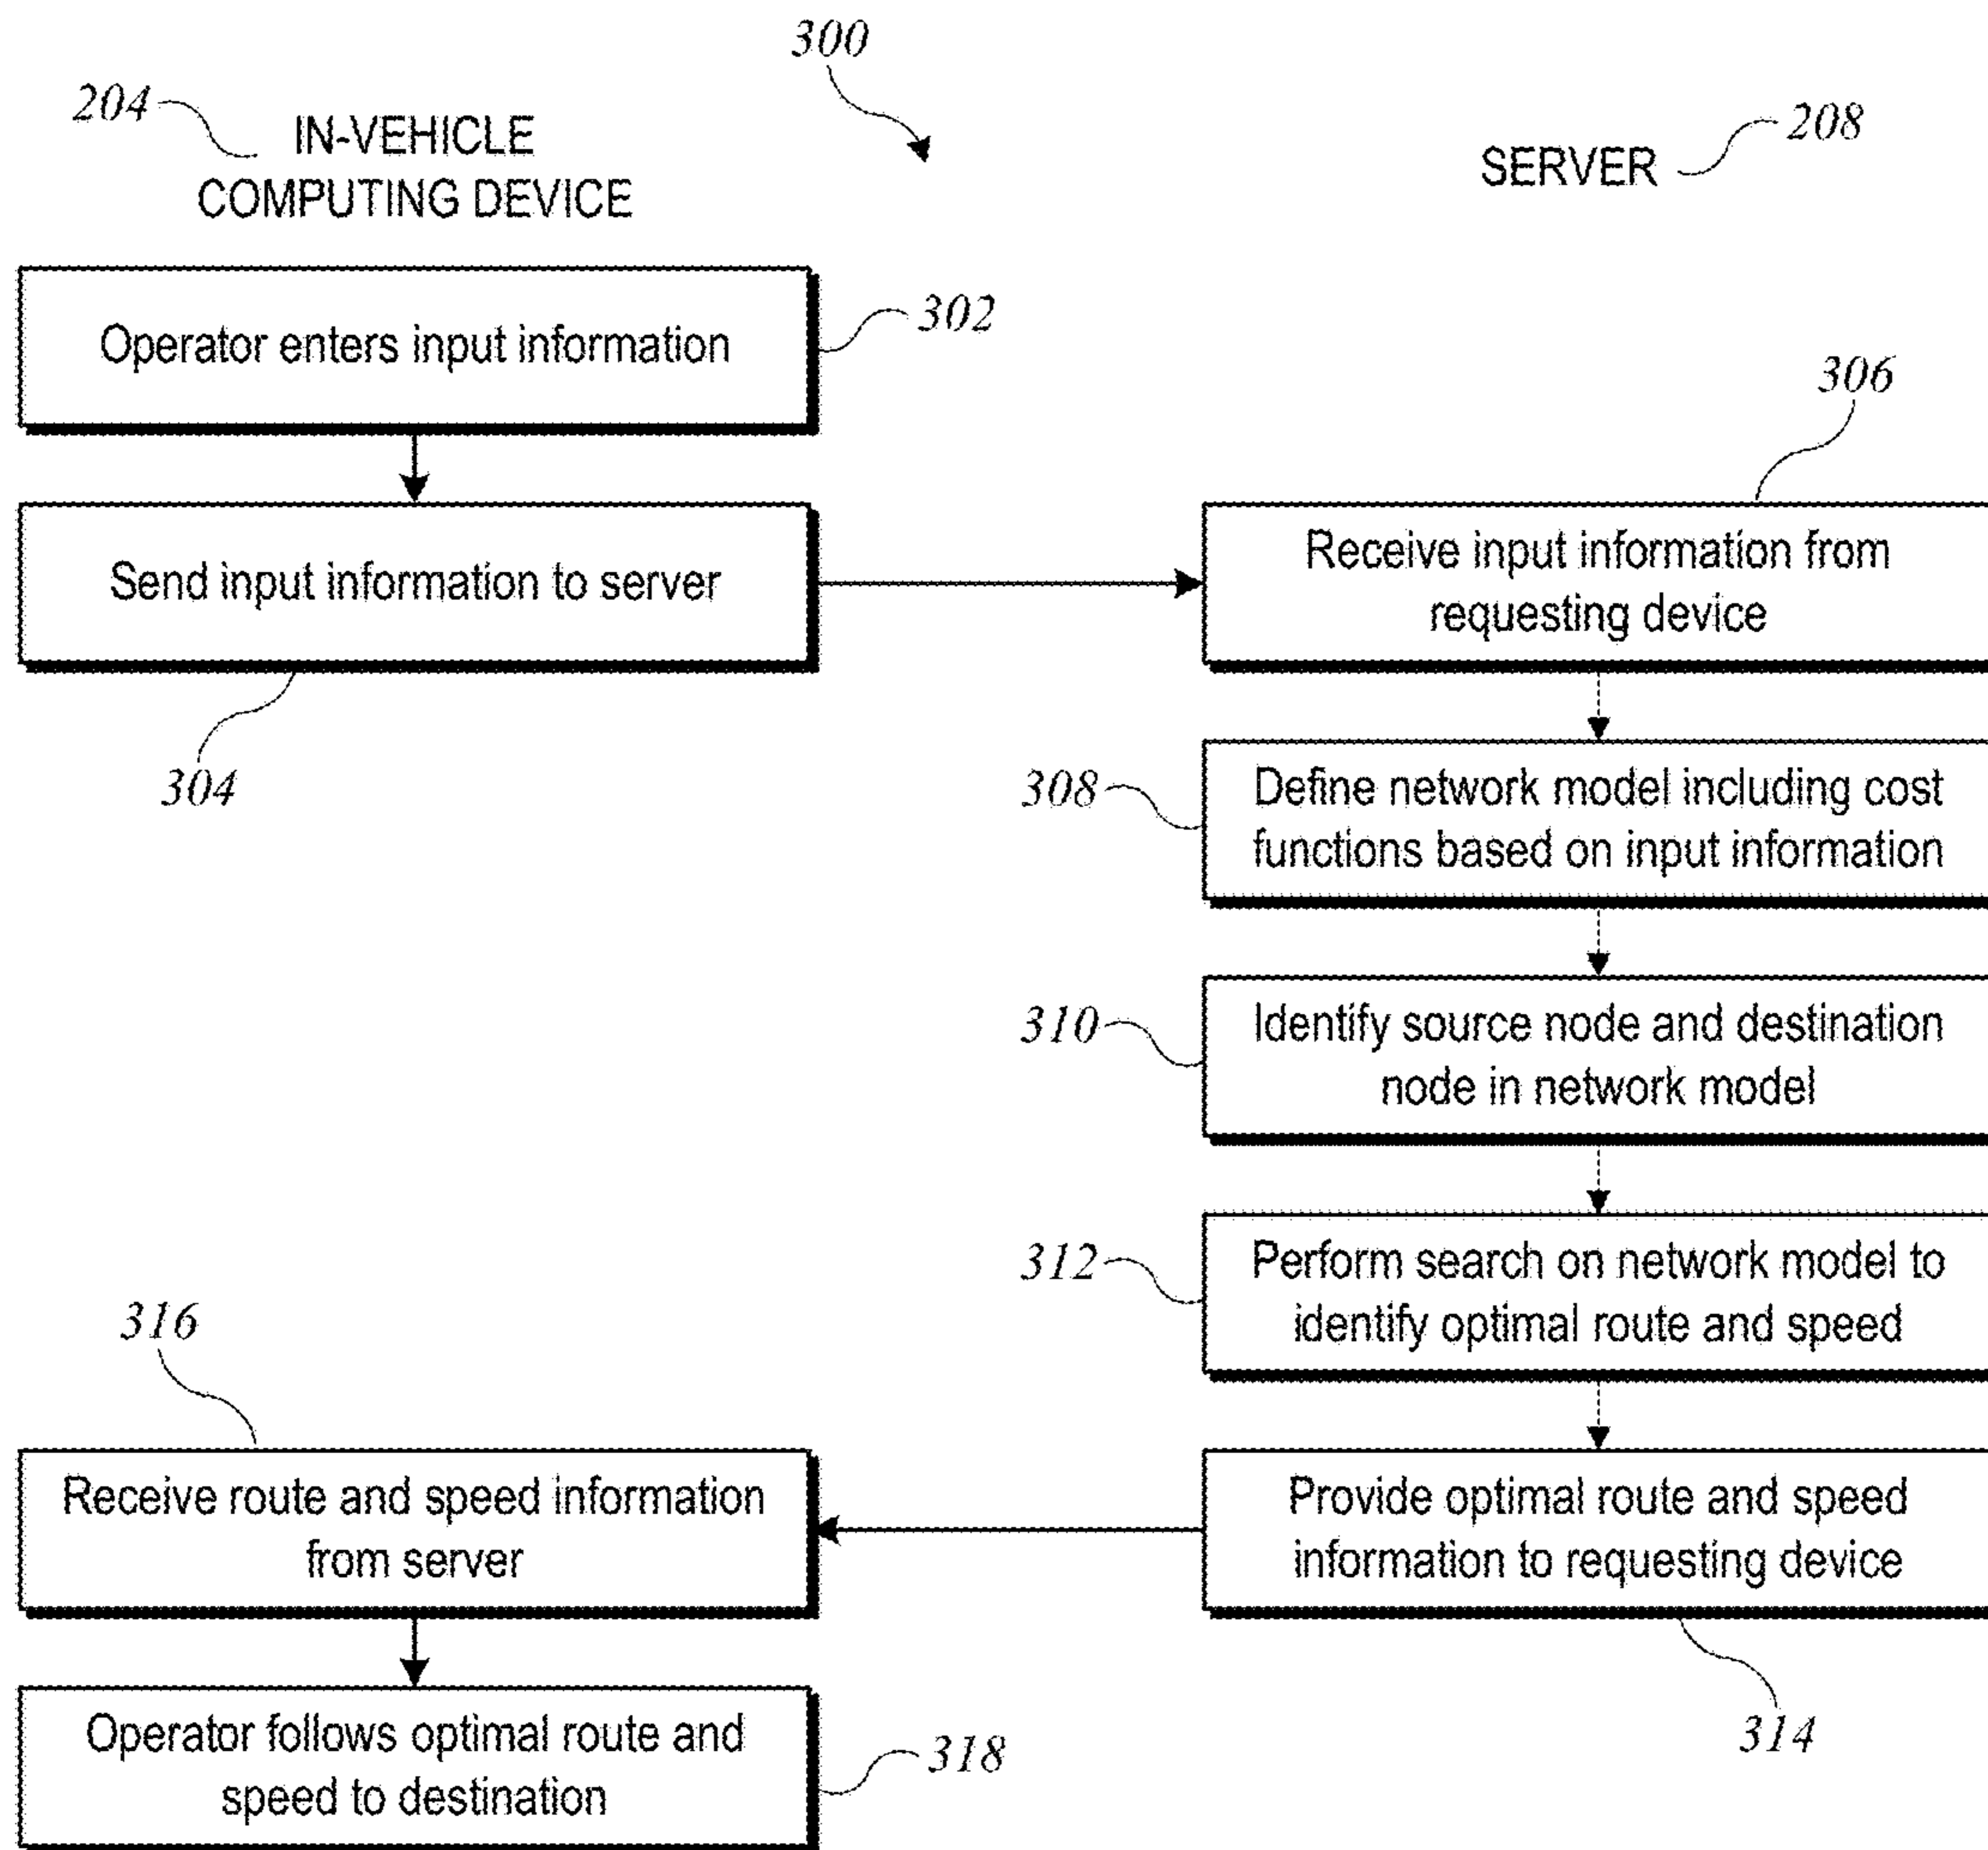 300
204
IN-VEHICLE
COMPUTING DEVICE
SERVER
208
Operator enters input information
302
Send input information to server
304
306
Receive input information from
requesting device
308
Define network model including cost
functions based on input information
310
Identify source node and destination
node in network model
312
Perform search on network model to
identify optimal route and speed
Provide optimal route and speed
information to requesting device
314
316
Receive route and speed information
from server
Operator follows optimal route and
speed to destination
318